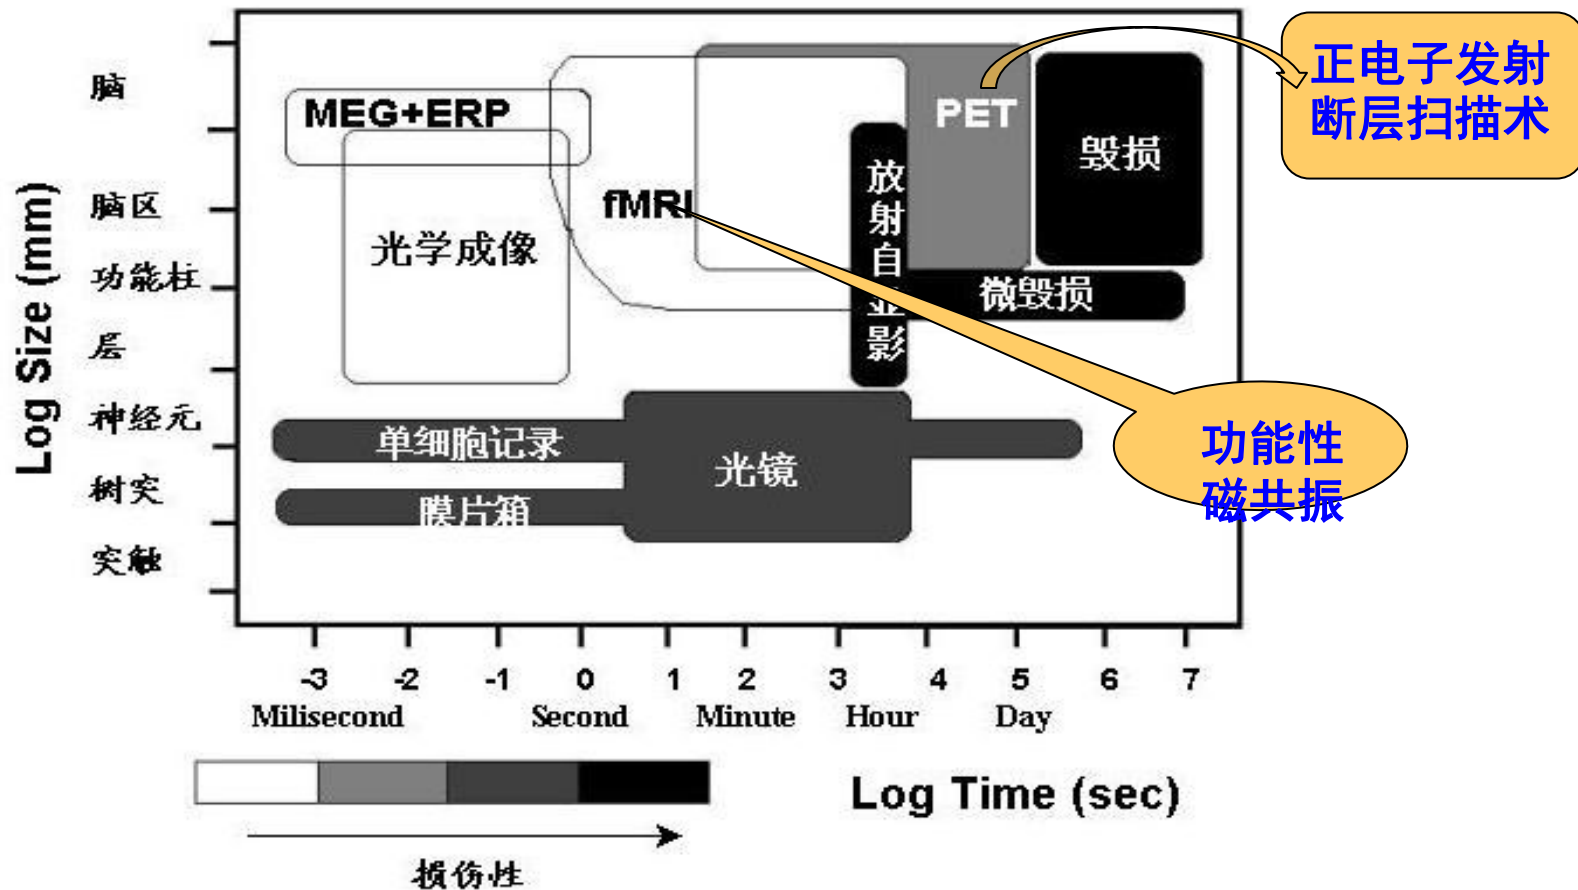 正电子发射
断层扫描术
脑
MEG+ERP
PET
毁损
放射自显影
脑区
fMRI
光学成像
功能柱
微毁损
层
Log Size (mm)
神经元
单细胞记录
光镜
功能性
磁共振
树突
膜片箱
突触
-3 -2 -1 0 1 2 3 4 5 6 7
Milisecond Second Minute Hour Day
Log Time (sec)
损伤性